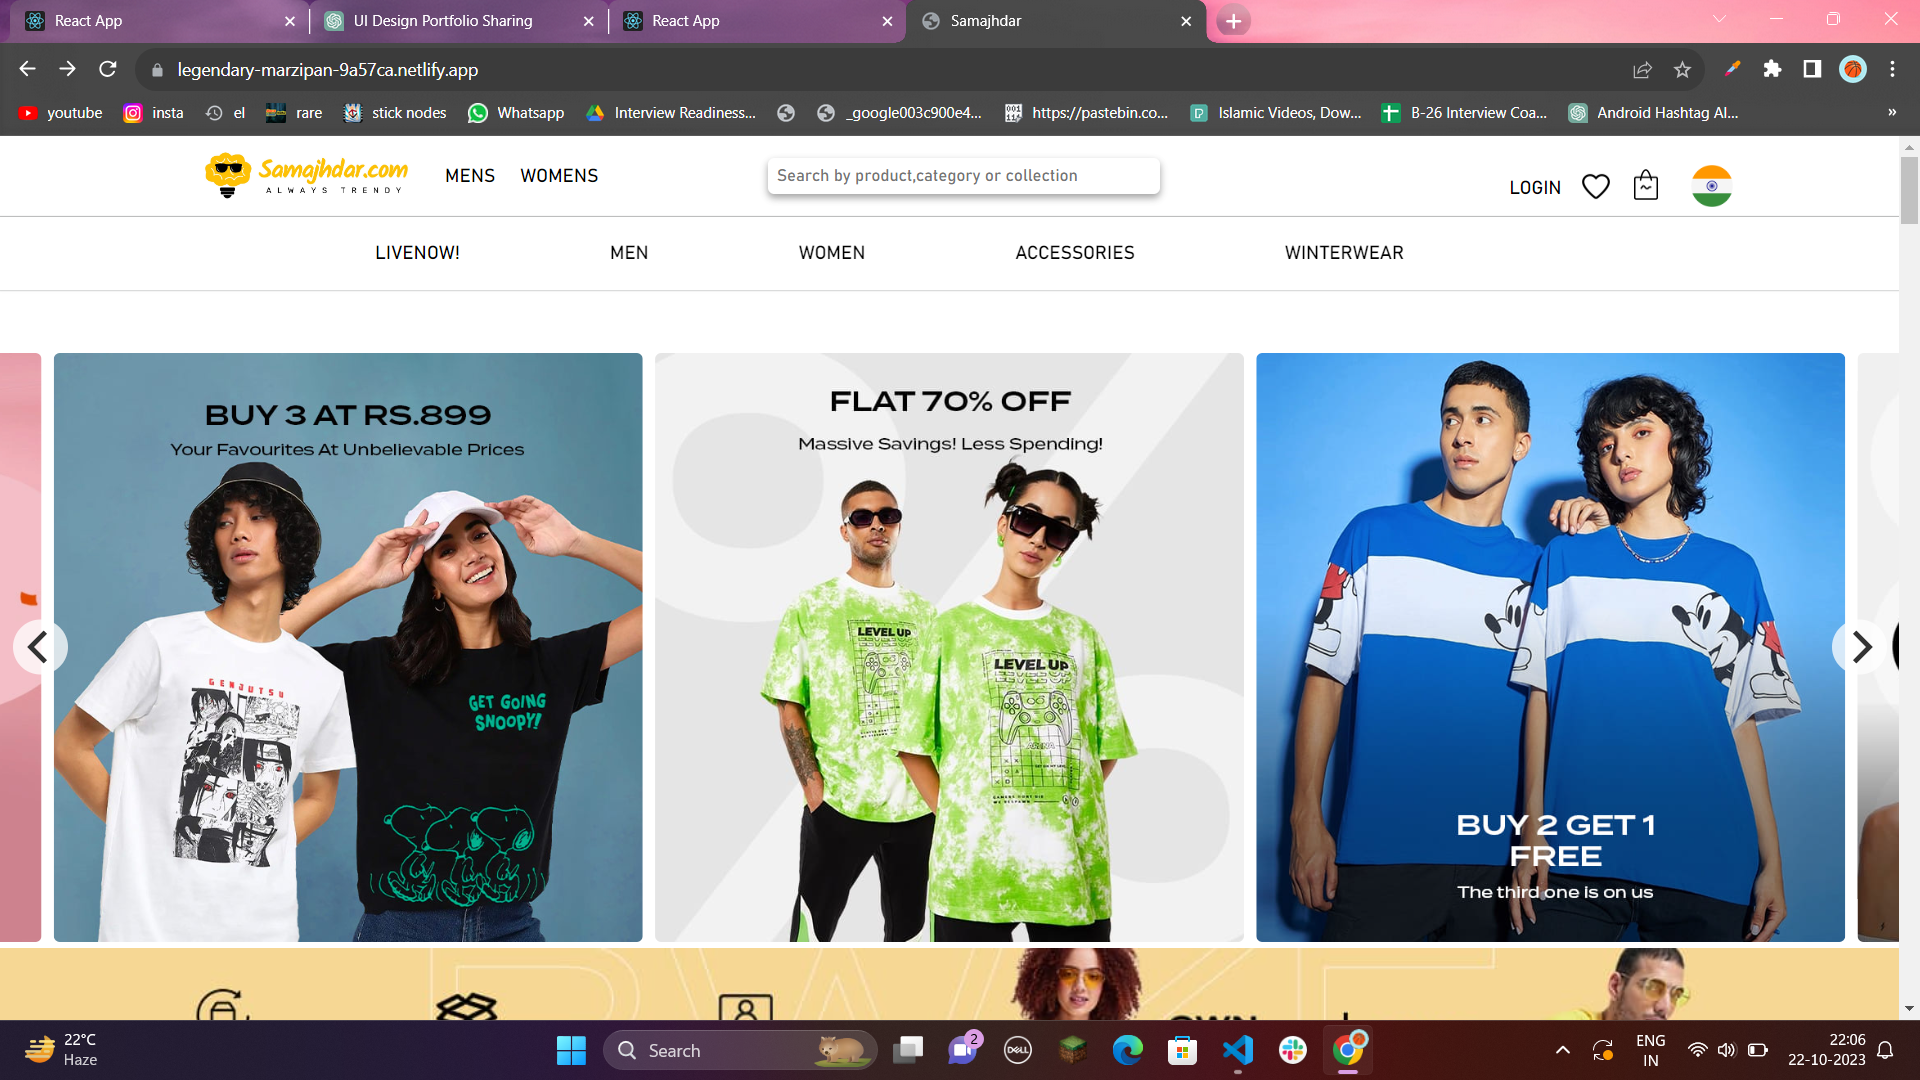 React App
UI Design Portfolio Sharing
React App
Samajhdar
legendary-marzipan-9a57ca.netlify.app
youtube
insta
el
rare
stick nodes
Whatsapp
Interview Readiness...
_google003c900e4...
https://pastebin.co...
Islamic Videos, Dow...
B-26 Interview Coa...
Android Hashtag Al...
»
Samajhdar.com
ALWAYS TRENDY
MENS
WOMENS
Search by product,category or collection
LOGIN
LIVENOW!
MEN
WOMEN
ACCESSORIES
WINTERWEAR
BUY 3 AT RS.899
Your Favourites At Unbelievable Prices
GENJUTSU
GET GOING
SNOOPY!
FLAT 70% OFF
Massive Savings! Less Spending!
LEVEL UP
LEVEL UP
ARENA
BUY 2 GET 1
FREE
The third one is on us
OWN
22°C
Haze
Search
2
DELL
ENG
IN
22:06
22-10-2023